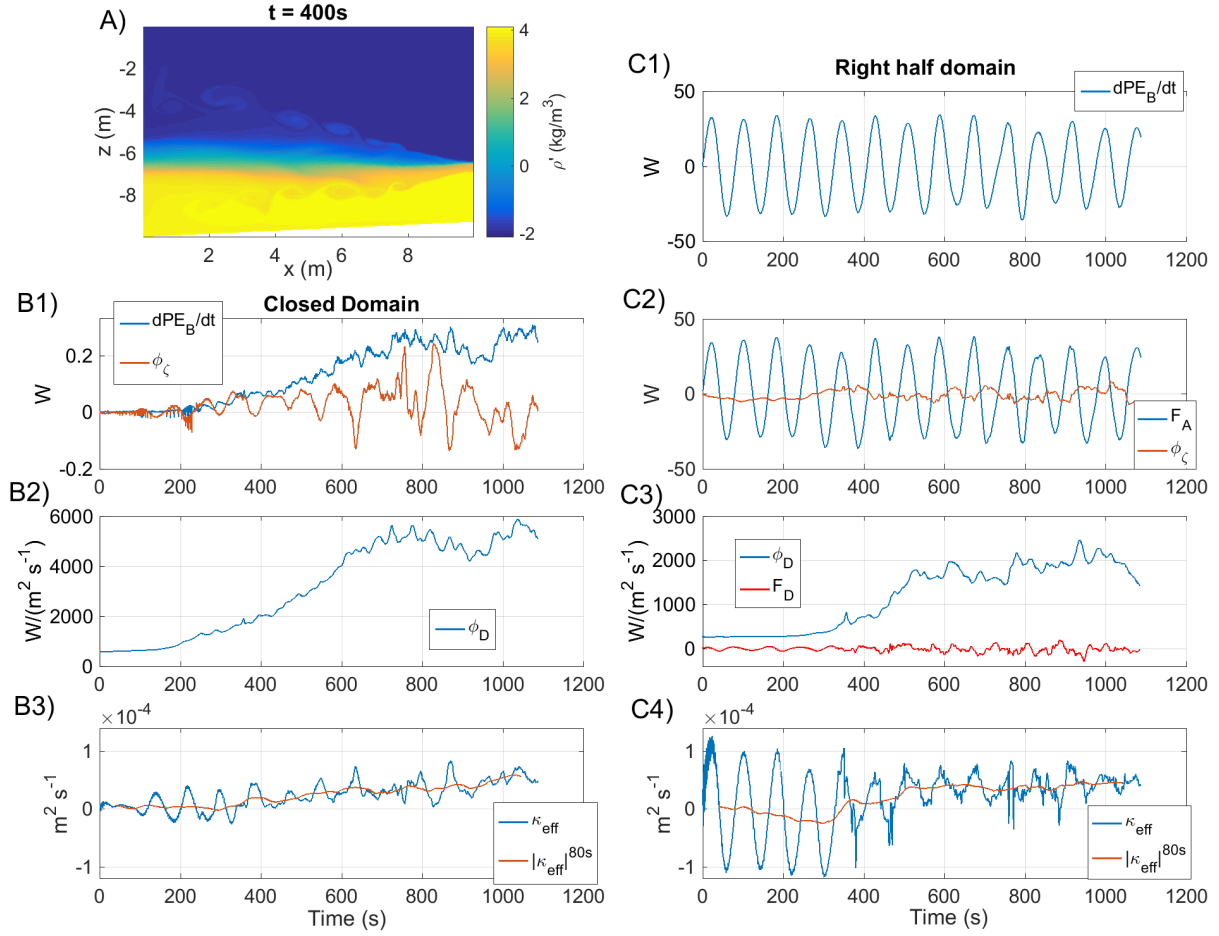 A)
t = 400s
z (m)
-2
-4
-6
-8
2
4
6
8
x (m)
4
2
0
-2
ρ' (kg/m³)
B1)
Closed Domain
dPE_B/dt
ϕ_ζ
W
0.2
0
-0.2
0 200 400 600 800 1000 1200
B2)
W/(m² s⁻¹)
6000
4000
2000
0
ϕ_D
0 200 400 600 800 1000 1200
B3)
×10⁻⁴
m² s⁻¹
1
0
-1
κ_eff
|κ_eff|^80s
0 200 400 600 800 1000 1200
Time (s)
C1)
Right half domain
dPE_B/dt
W
50
0
-50
0 200 400 600 800 1000 1200
C2)
W
50
0
-50
F_A
ϕ_ζ
0 200 400 600 800 1000 1200
C3)
W/(m² s⁻¹)
3000
2000
1000
0
ϕ_D
F_D
0 200 400 600 800 1000 1200
C4)
×10⁻⁴
m² s⁻¹
1
0
-1
κ_eff
|κ_eff|^80s
0 200 400 600 800 1000 1200
Time (s)